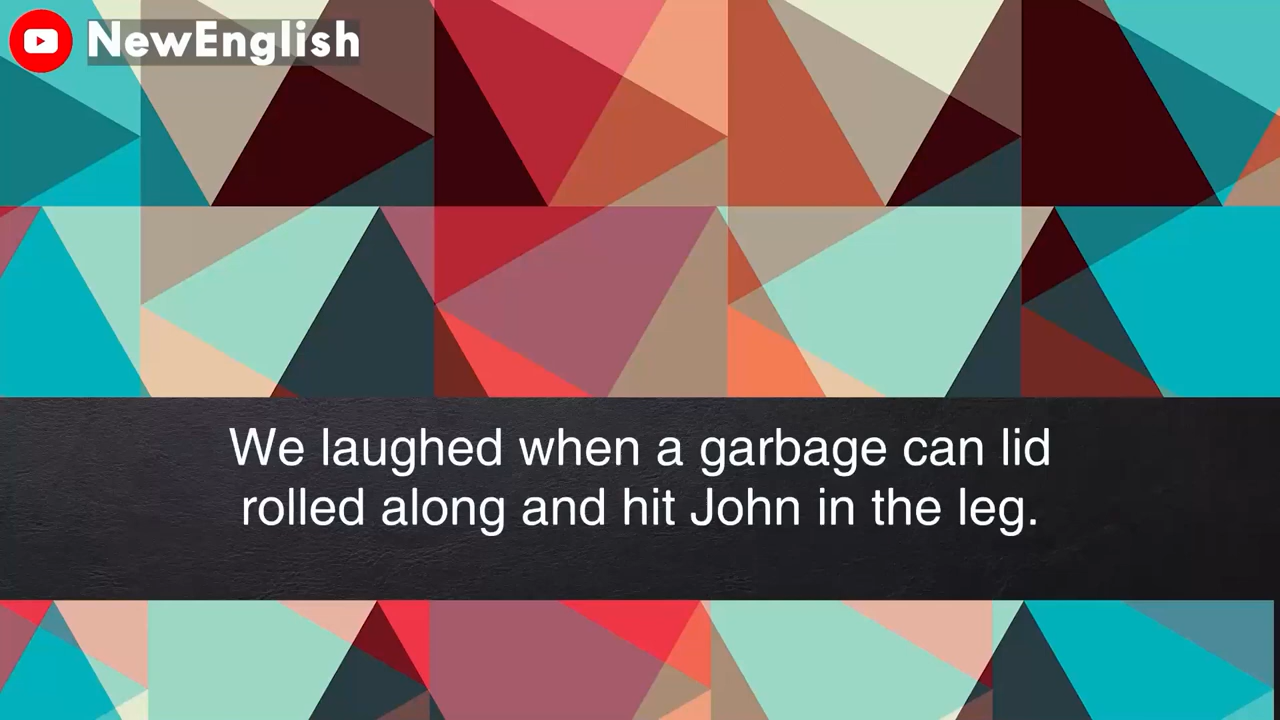 NewEnglish
We laughed when a garbage can lid
rolled along and hit John in the leg.